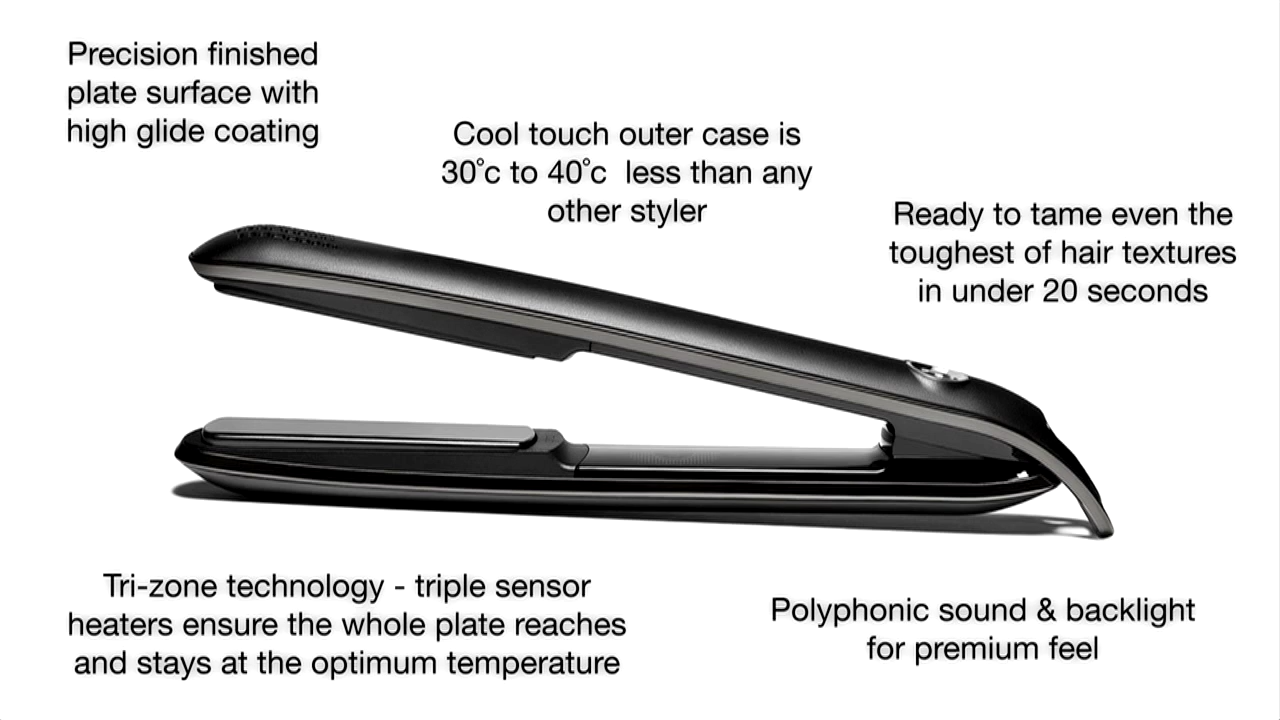 Precision finished
plate surface with
high glide coating
Cool touch outer case is
30˚c to 40˚c  less than any
other styler
Ready to tame even the
toughest of hair textures
in under 20 seconds
Tri-zone technology - triple sensor
heaters ensure the whole plate reaches
and stays at the optimum temperature
Polyphonic sound & backlight
for premium feel